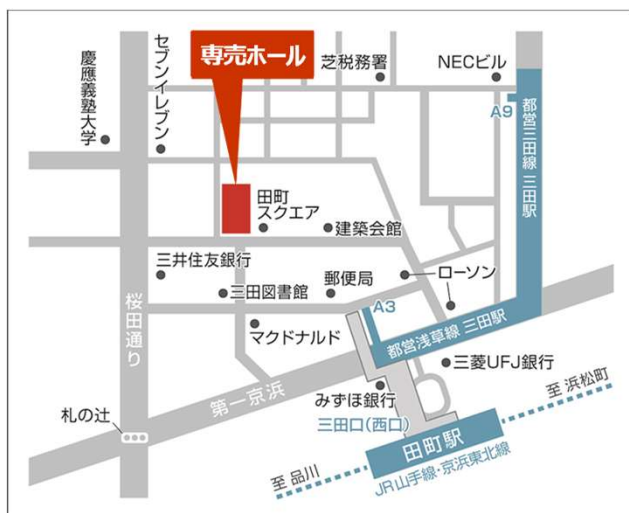 専売ホール
慶應義塾大学
セブンイレブン
芝税務署
NECビル
A9
都営三田線 三田駅
田町
スクエア
建築会館
三井住友銀行
三田図書館
郵便局
ローソン
桜田通り
マクドナルド
A3
都営浅草線 三田駅
三菱UFJ銀行
第一京浜
みずほ銀行
三田口(西口)
札の辻
田町駅
至 浜松町
至 品川
JR山手線・京浜東北線